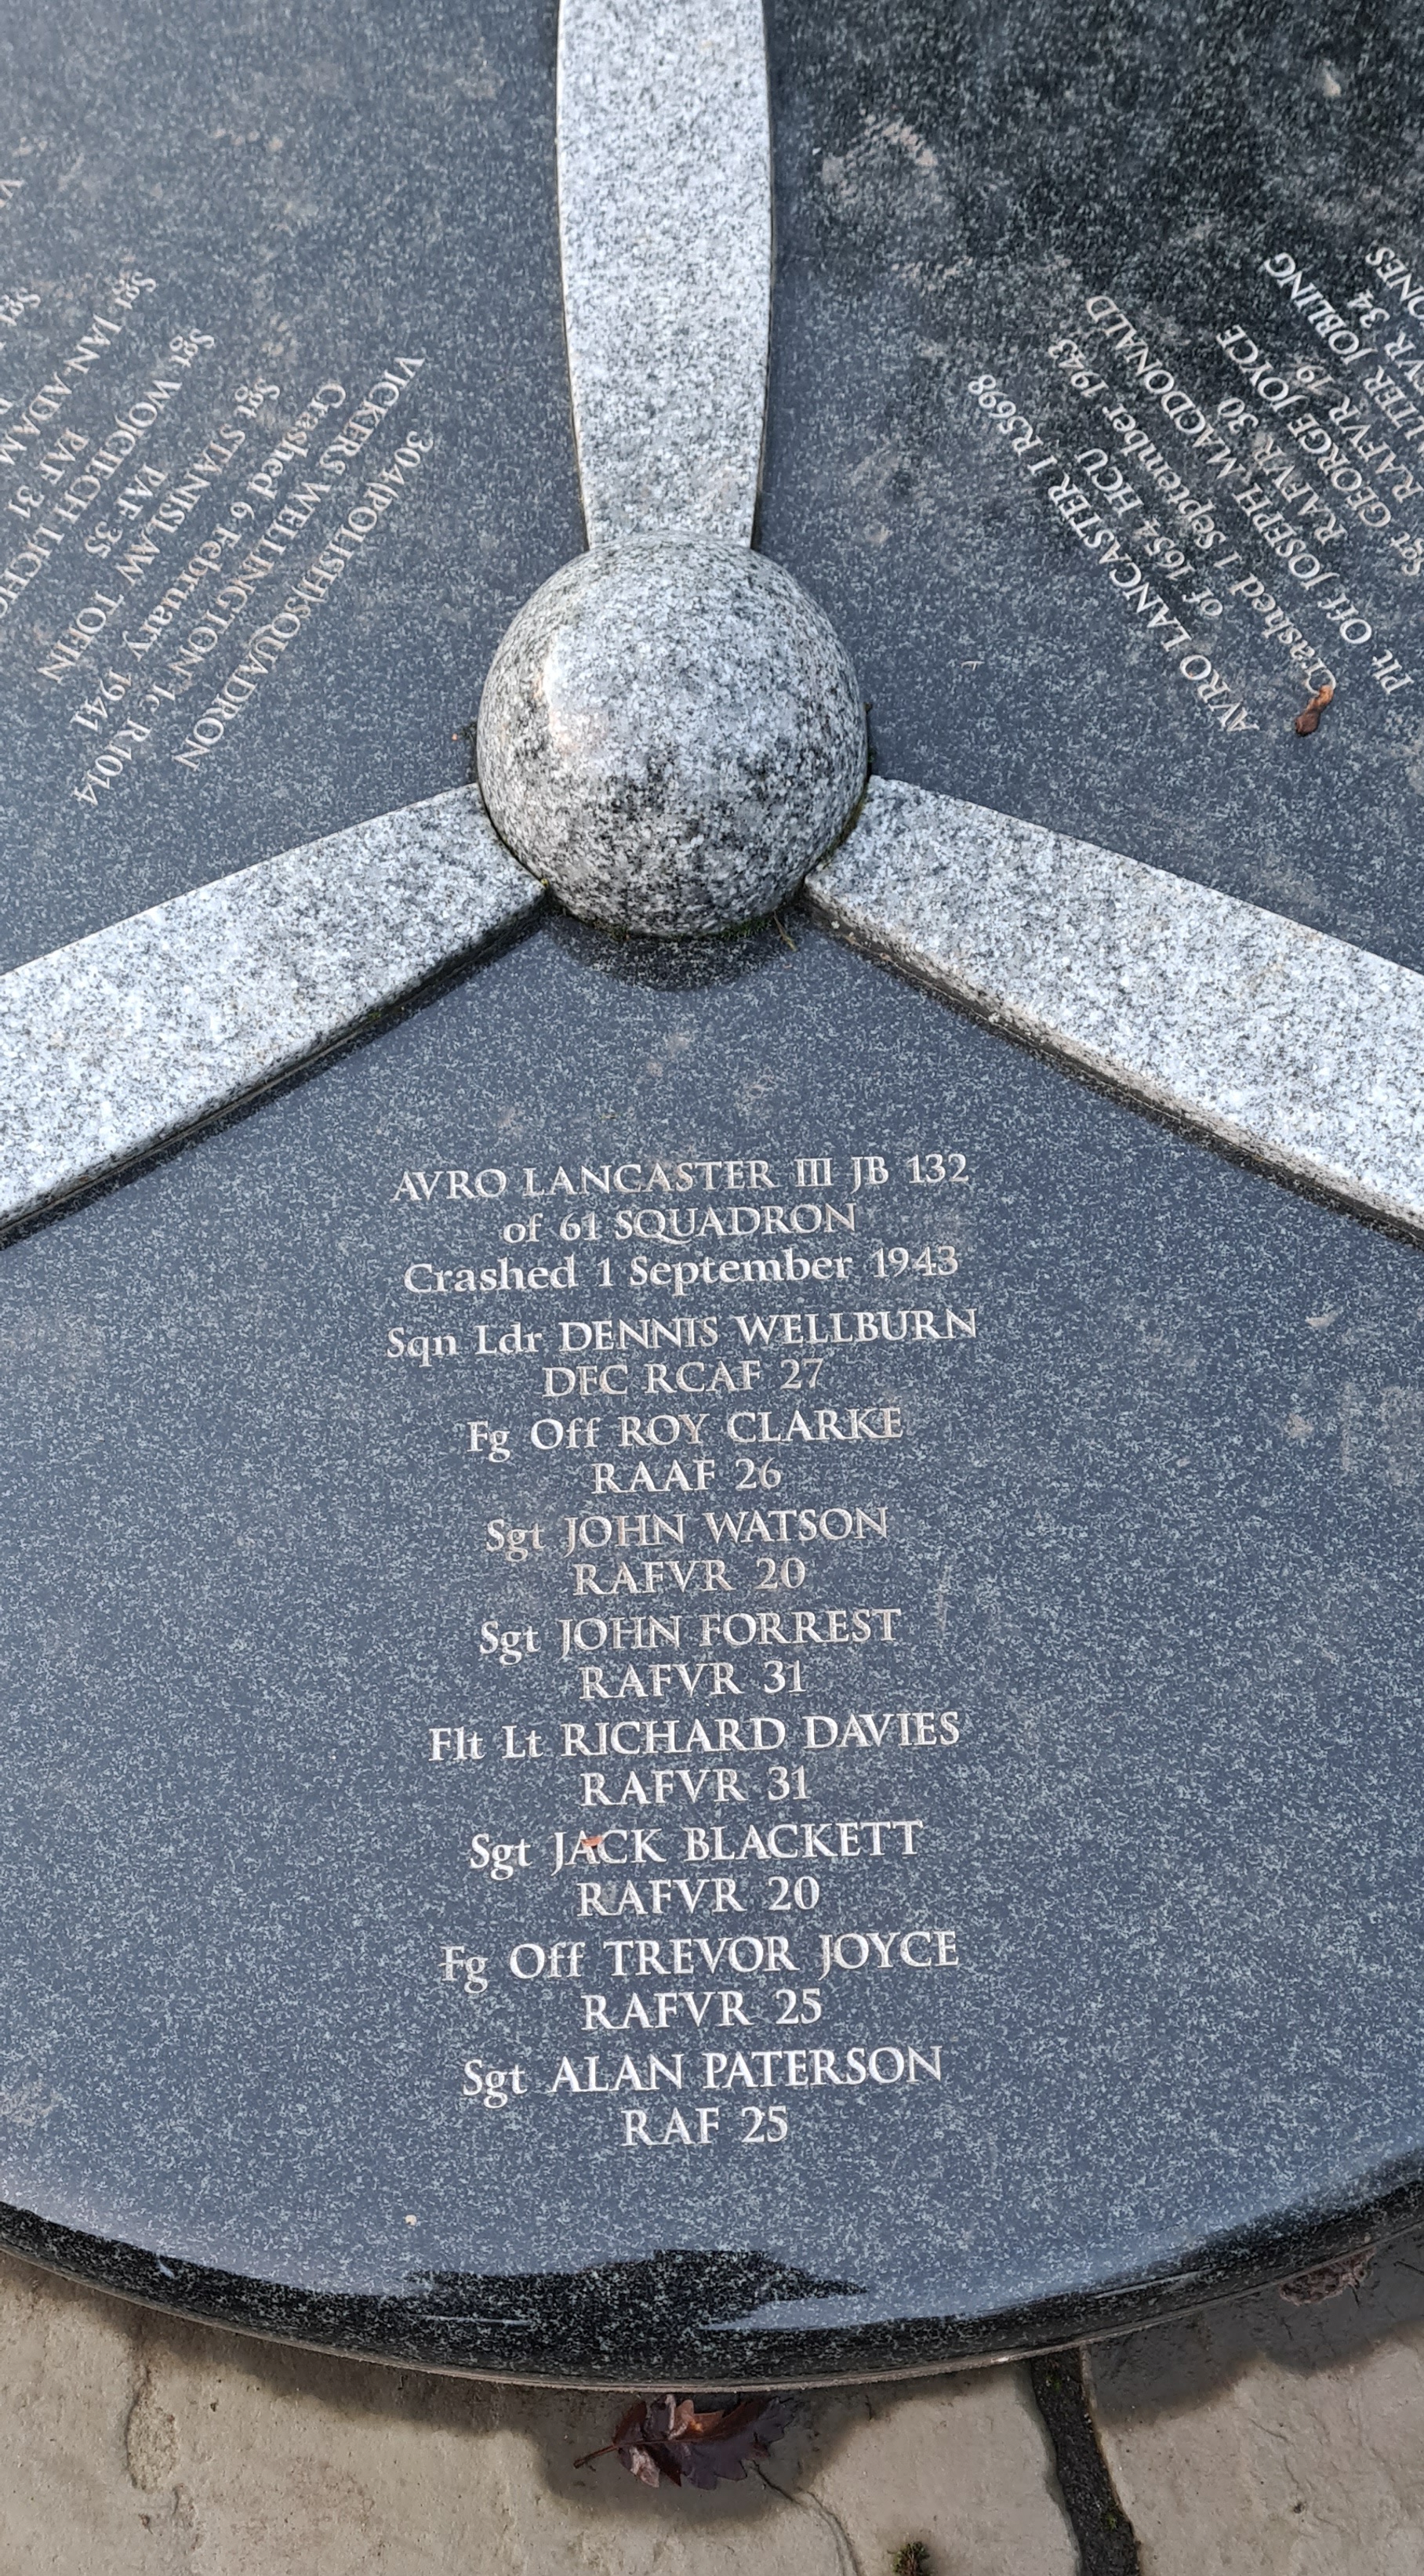 304(POLISH)SQUADRON
VICKERS WELLINGTON 1c R1014
Crashed 6 February 1941
Sgt STANISLAW TOFIN
PAF 35
Sgt WOJCIECH
PAF 31
Sgt JAN ADAM
Sgt
AVRO LANCASTER I R5698
of 1654 HCU
Crashed 1 September 1943
Plt Off JOSEPH MACDONALD
RAFVR 30
Sgt GEORGE JOYCE
RAFVR 19
JOBLING
34
AVRO LANCASTER III JB 132
of 61 SQUADRON
Crashed 1 September 1943
Sqn Ldr DENNIS WELLBURN
DFC RCAF 27
Fg Off ROY CLARKE
RAAF 26
Sgt JOHN WATSON
RAFVR 20
Sgt JOHN FORREST
RAFVR 31
Flt Lt RICHARD DAVIES
RAFVR 31
Sgt JACK BLACKETT
RAFVR 20
Fg Off TREVOR JOYCE
RAFVR 25
Sgt ALAN PATERSON
RAF 25